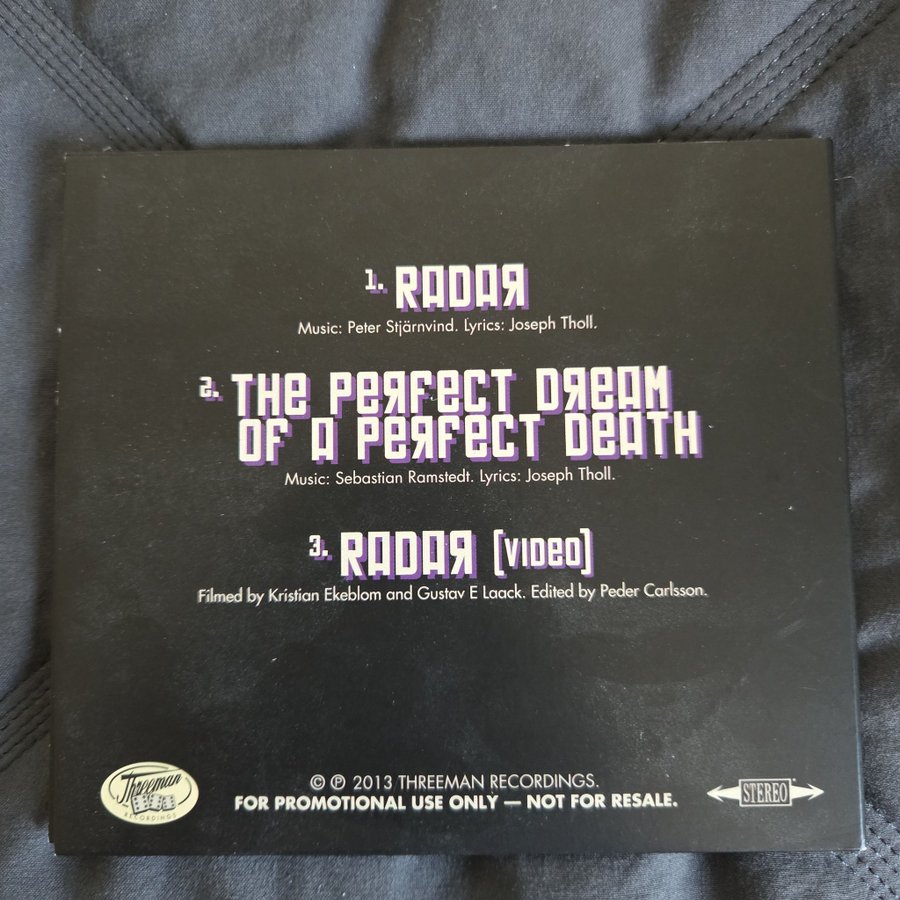 1. RADAR
Music: Peter Stjärnvind. Lyrics: Joseph Tholl.
2. THE PERFECT DREAM
OF A PERFECT DEATH
Music: Sebastian Ramstedt. Lyrics: Joseph Tholl.
3. RADAR [VIDEO]
Filmed by Kristian Ekeblom and Gustav E Laack. Edited by Peder Carlsson.
Threeman
RECORDINGS
© ℗ 2013 THREEMAN RECORDINGS.
FOR PROMOTIONAL USE ONLY — NOT FOR RESALE.
STEREO